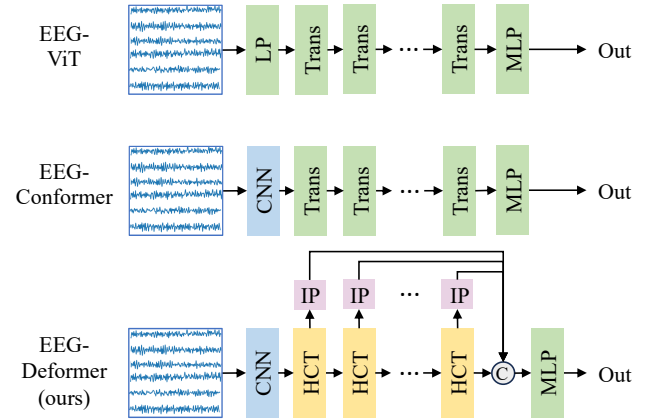 EEG-
ViT
LP
Trans
Trans
...
Trans
MLP
Out
EEG-
Conformer
CNN
Trans
Trans
...
Trans
MLP
Out
IP
IP
...
IP
EEG-
Deformer
(ours)
CNN
HCT
HCT
...
HCT
C
MLP
Out